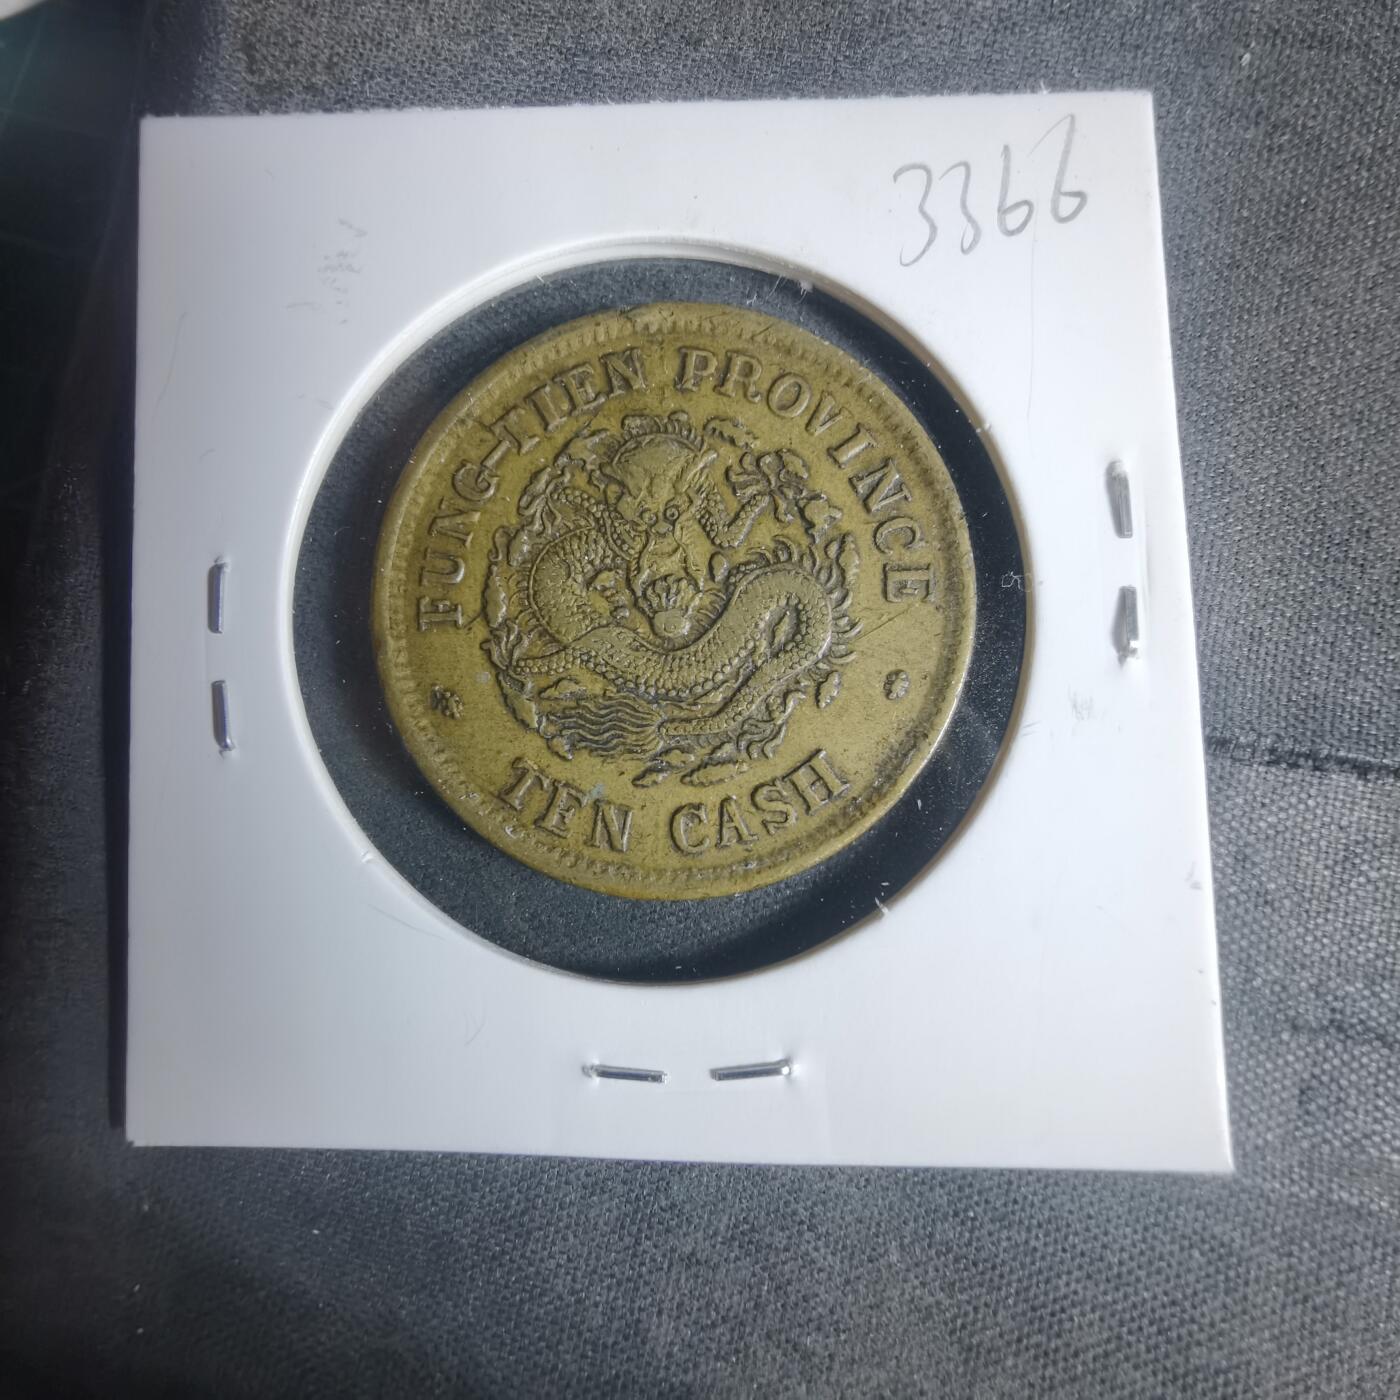 3366
FUNG-TIEN PROVINCE
TEN CASH